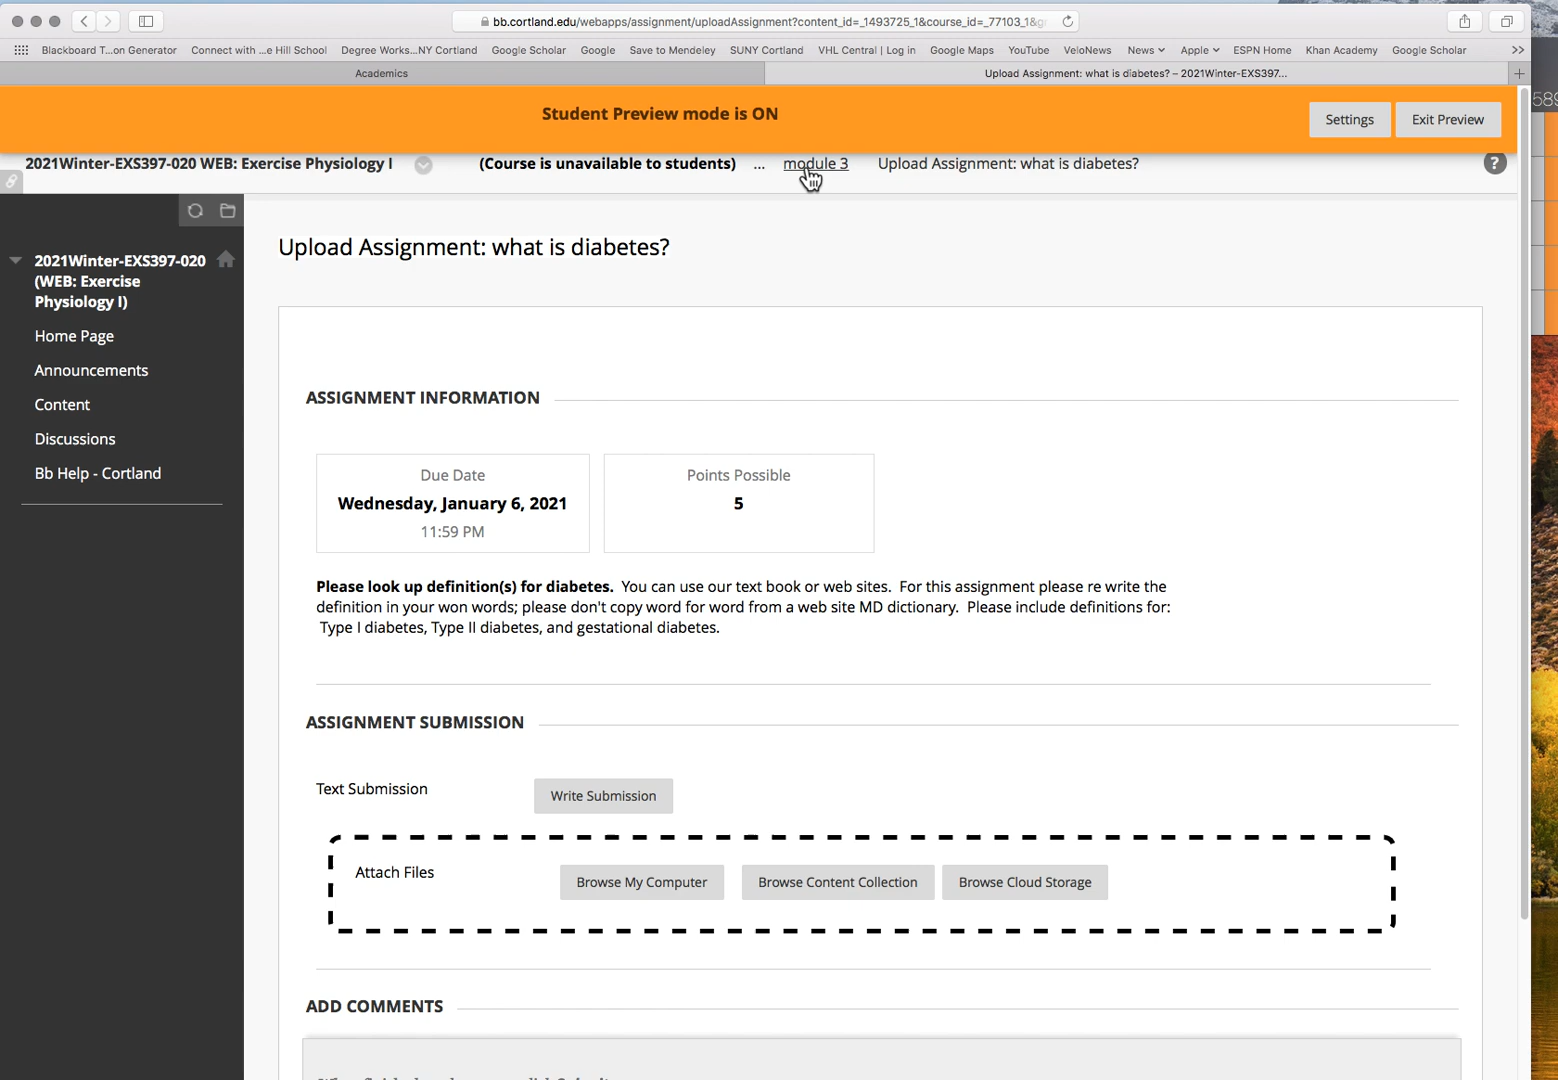 bb.cortland.edu/webapps/assignment/uploadAssignment?content_id=_1493725_1&course_id=_77103_1&g
Blackboard T...on Generator Connect with ...e Hill School Degree Works...NY Cortland Google Scholar Google Save to Mendeley SUNY Cortland VHL Central | Log in Google Maps YouTube VeloNews News Apple ESPN Home Khan Academy Google Scholar >>
Academics Upload Assignment: what is diabetes? – 2021Winter-EXS397...
Student Preview mode is ON
Settings Exit Preview
2021Winter-EXS397-020 WEB: Exercise Physiology I (Course is unavailable to students) ... module 3 Upload Assignment: what is diabetes? ?
2021Winter-EXS397-020
(WEB: Exercise
Physiology I)
Home Page
Announcements
Content
Discussions
Bb Help - Cortland
Upload Assignment: what is diabetes?
ASSIGNMENT INFORMATION
Due Date
Wednesday, January 6, 2021
11:59 PM
Points Possible
5
Please look up definition(s) for diabetes.  You can use our text book or web sites.  For this assignment please re write the
definition in your won words; please don't copy word for word from a web site MD dictionary.  Please include definitions for:
Type I diabetes, Type II diabetes, and gestational diabetes.
ASSIGNMENT SUBMISSION
Text Submission Write Submission
Attach Files Browse My Computer Browse Content Collection Browse Cloud Storage
ADD COMMENTS